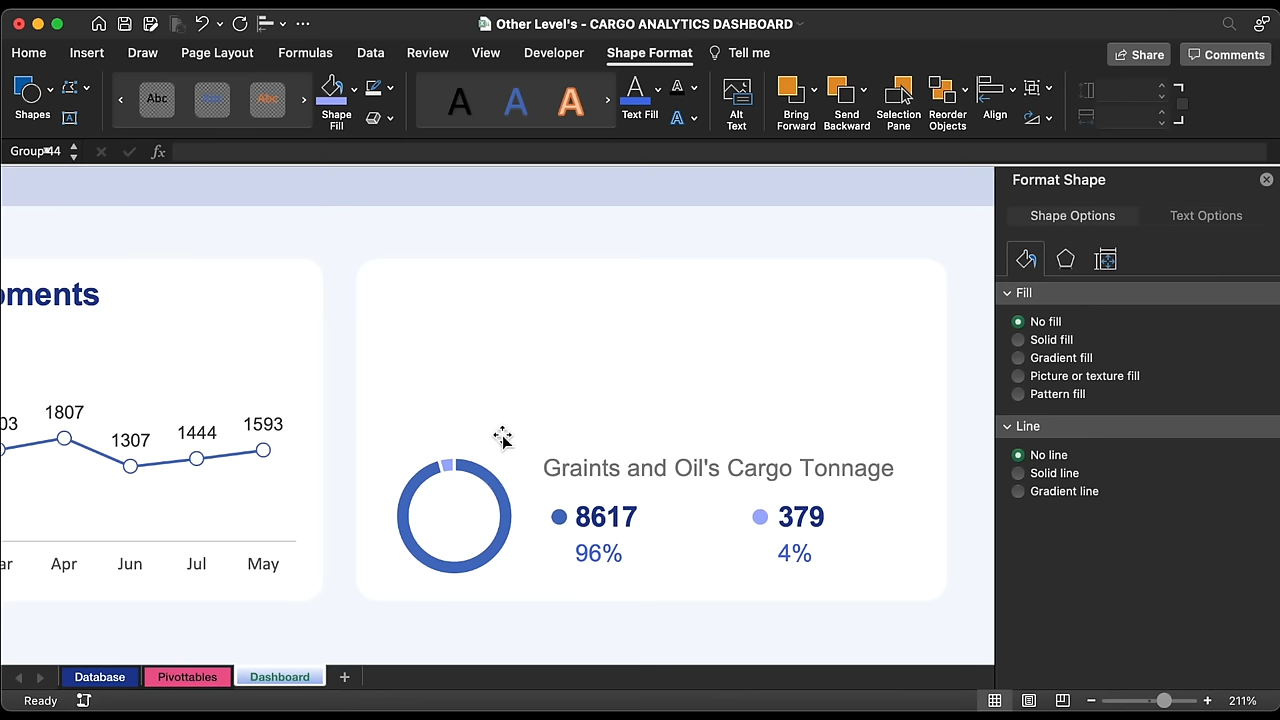 Other Level's - CARGO ANALYTICS DASHBOARD
Home Insert Draw Page Layout Formulas Data Review View Developer Shape Format Tell me Share Comments
Abc Abc Abc
A A A
Shapes Shape Fill Text Fill Alt Text Bring Forward Send Backward Selection Pane Reorder Objects Align
fx
Format Shape
Shape Options Text Options
Fill
No fill
Solid fill
Gradient fill
Picture or texture fill
Pattern fill
Line
No line
Solid line
Gradient line
pments
03 1807 1307 1444 1593
ar Apr Jun Jul May
Graints and Oil's Cargo Tonnage
8617 379
96% 4%
Database Pivottables Dashboard
Ready 211%